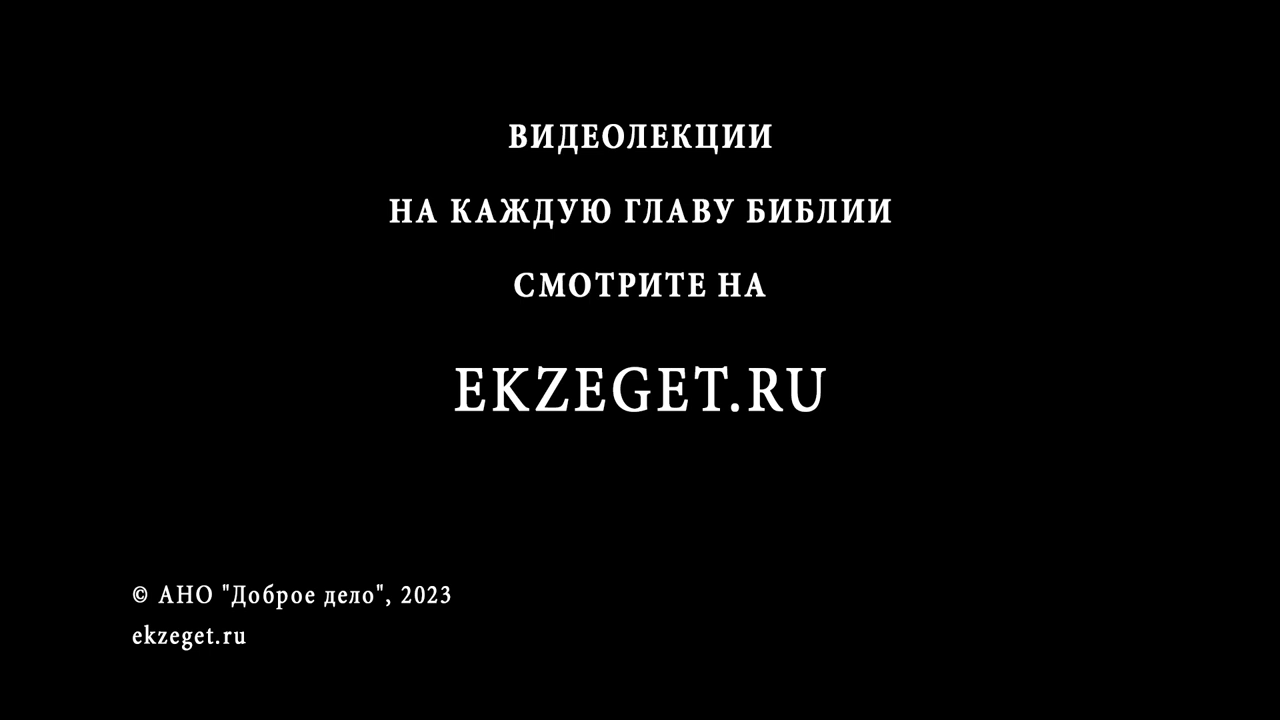 ВИДЕОЛЕКЦИИ
НА КАЖДУЮ ГЛАВУ БИБЛИИ
СМОТРИТЕ НА
EKZEGET.RU
© АНО "Доброе дело", 2023
ekzeget.ru